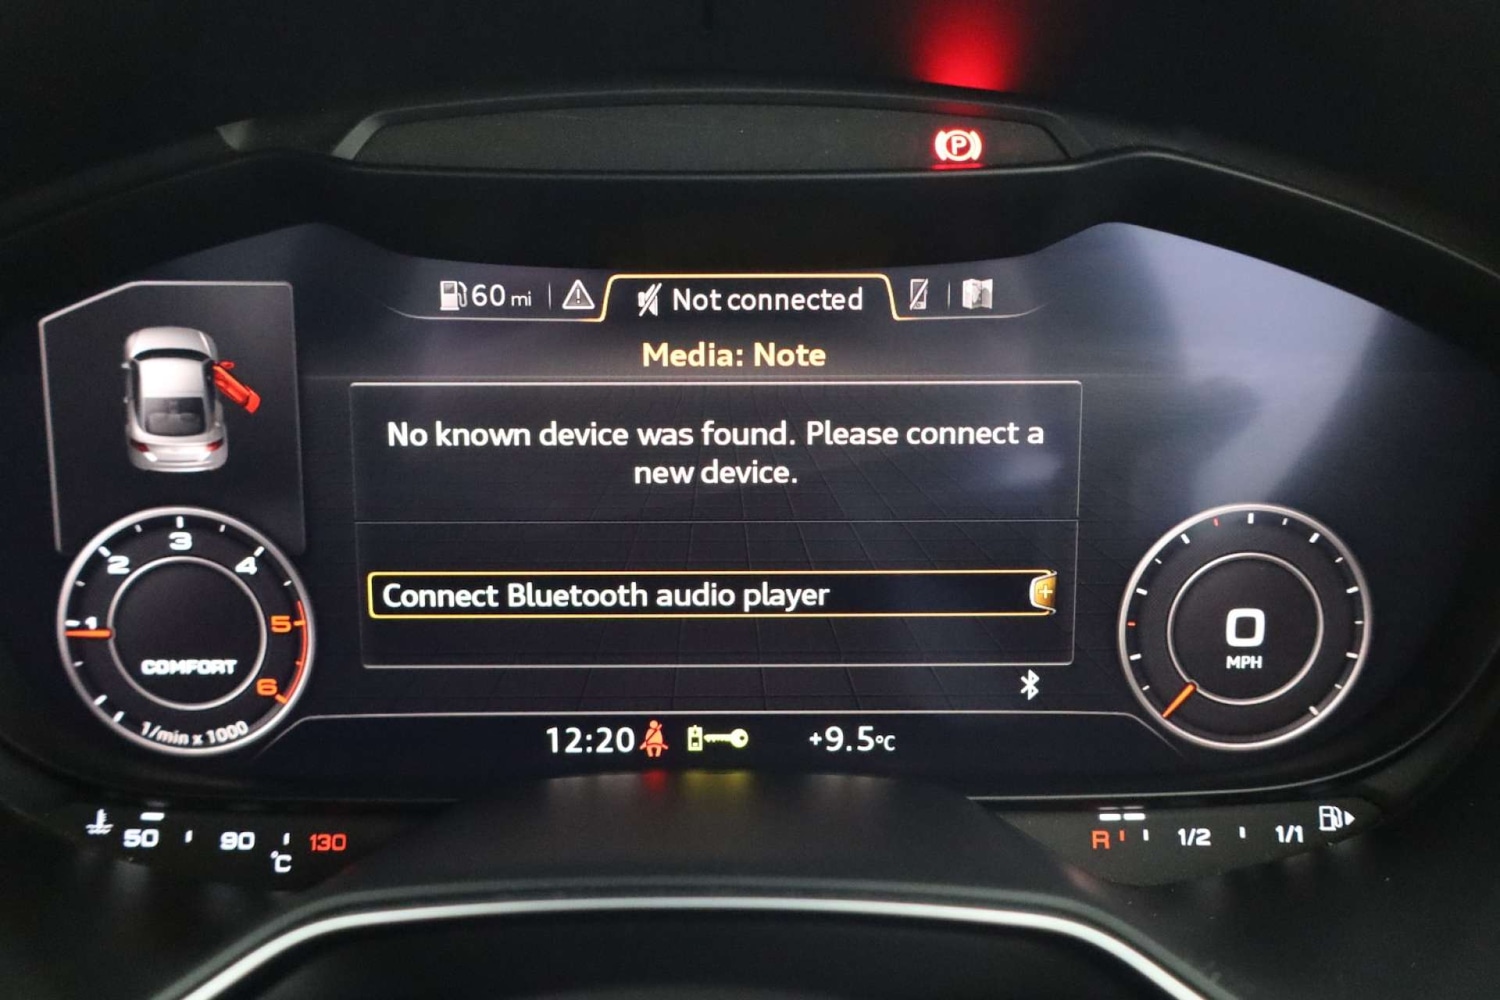 P
60 mi
Not connected
Media: Note
No known device was found. Please connect a
new device.
Connect Bluetooth audio player
1
2
3
4
5
6
COMFORT
1/min x 1000
0
MPH
12:20
+9.5°C
50
90
130
°C
R
1/2
1/1